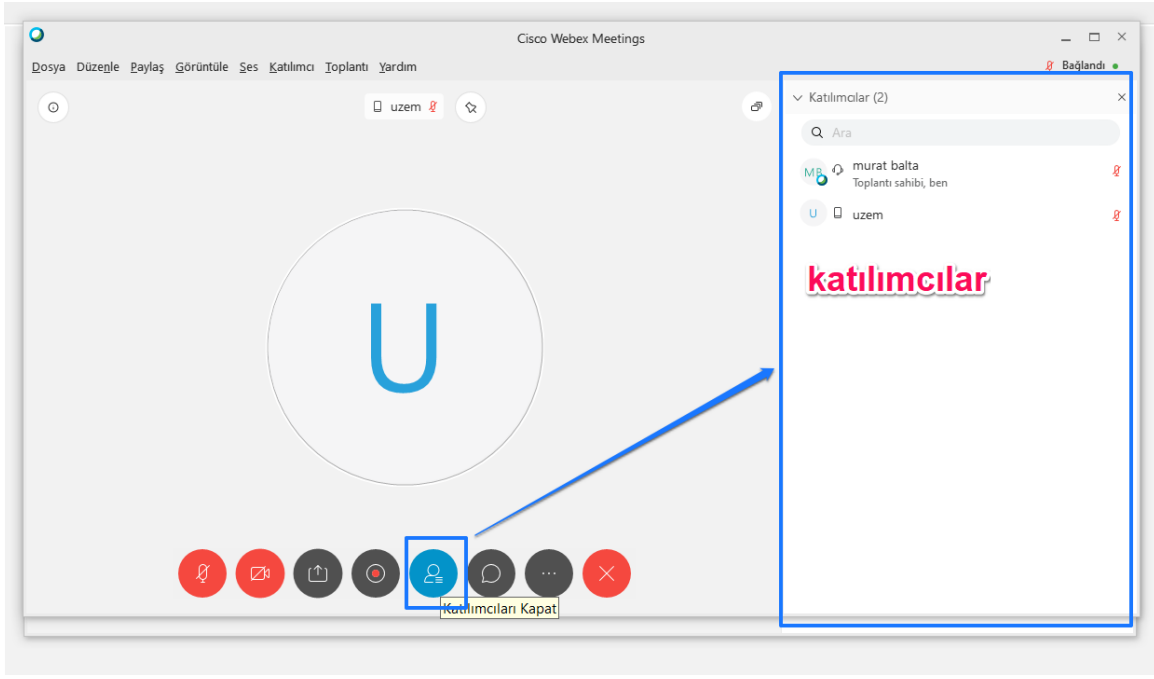 Cisco Webex Meetings
Dosya Düzenle Paylaş Görüntüle Ses Katılımcı Toplantı Yardım
Bağlandı
uzem
Katılımcılar (2)
Ara
MB
murat balta
Toplantı sahibi, ben
U
uzem
katılımcılar
U
Katılımcıları Kapat